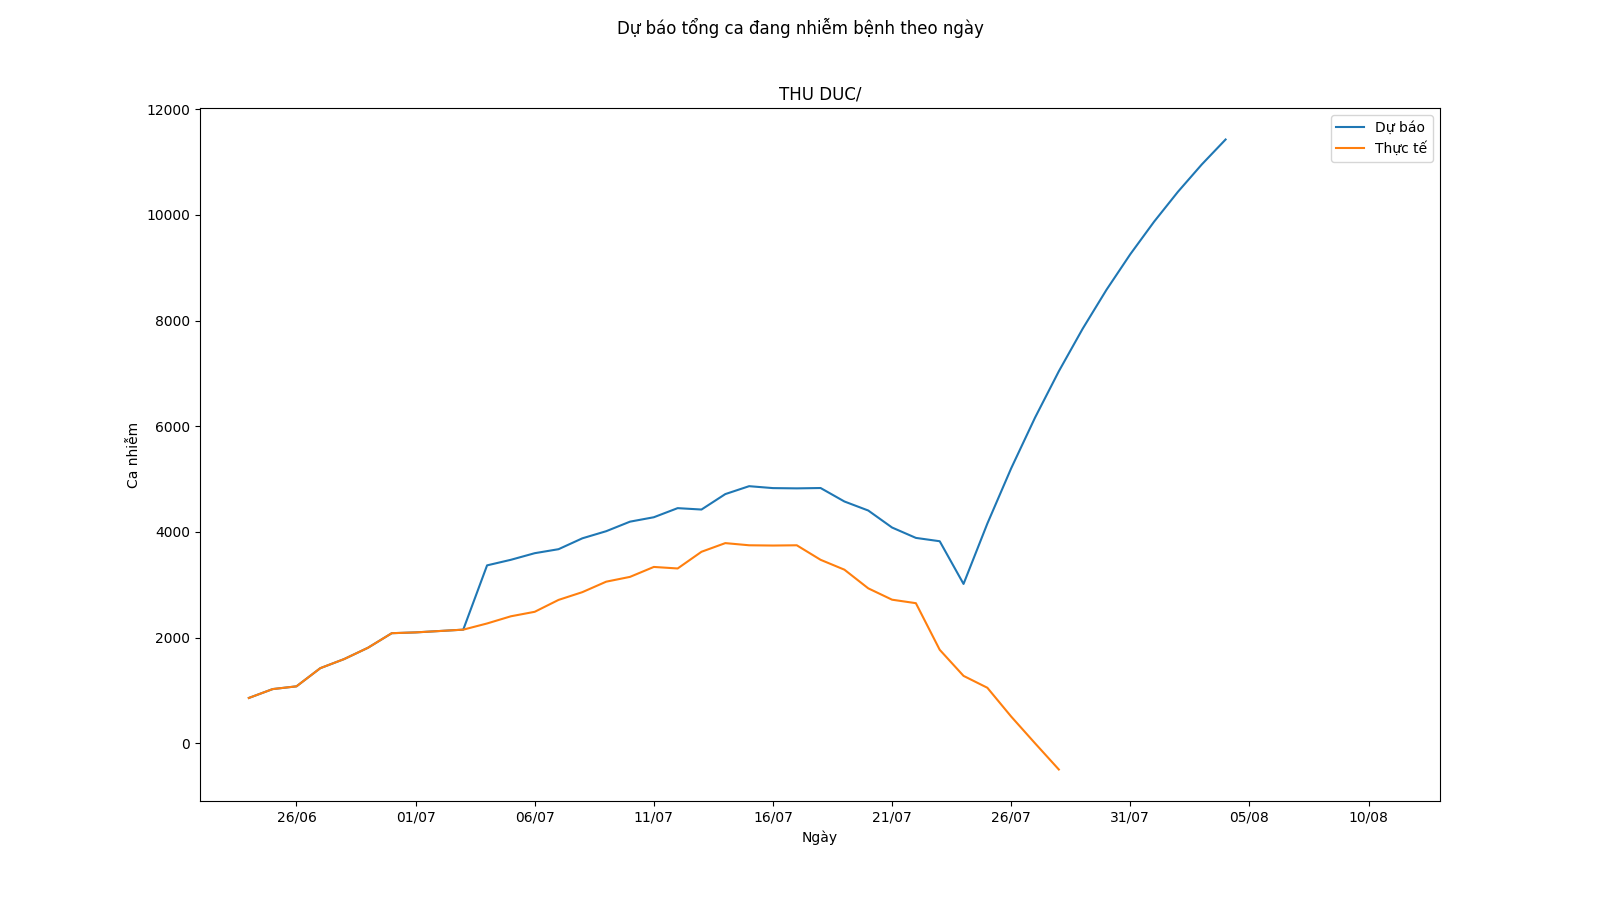 Dự báo tổng ca đang nhiễm bệnh theo ngày
THU DUC/
Dự báo
Thực tế
Ca nhiễm
12000
10000
8000
6000
4000
2000
0
26/06 01/07 06/07 11/07 16/07 21/07 26/07 31/07 05/08 10/08
Ngày